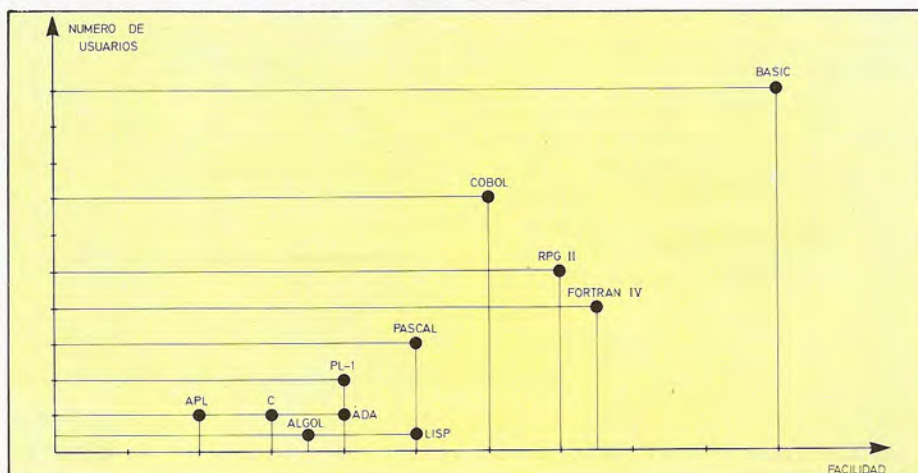 NUMERO DE
USUARIOS
BASIC
COBOL
RPG II
FORTRAN IV
PASCAL
PL-1
APL
C
ADA
ALGOL
LISP
FACILIDAD